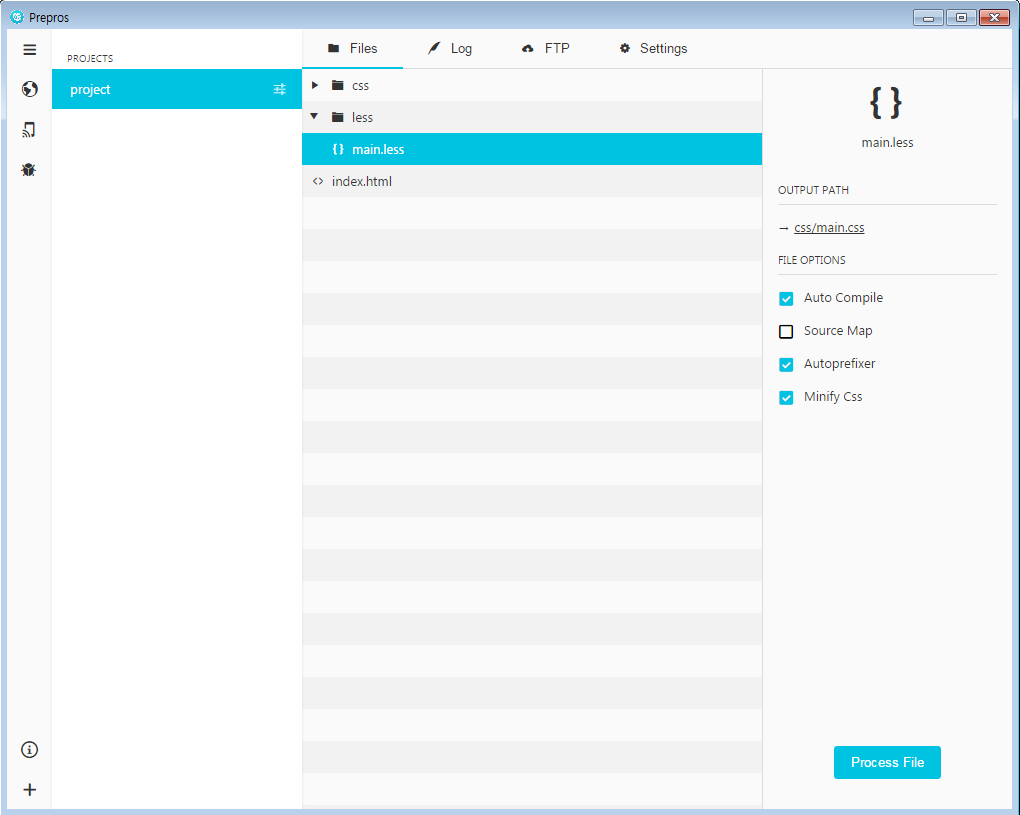 Prepros
PROJECTS
project
Files Log FTP Settings
css
less
main.less
index.html
main.less
OUTPUT PATH
→ css/main.css
FILE OPTIONS
Auto Compile
Source Map
Autoprefixer
Minify Css
Process File